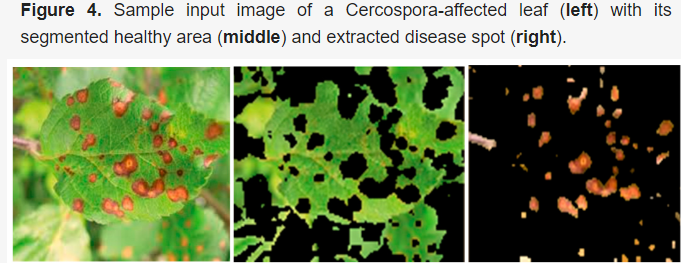 Figure 4. Sample input image of a Cercospora-affected leaf (left) with its
segmented healthy area (middle) and extracted disease spot (right).